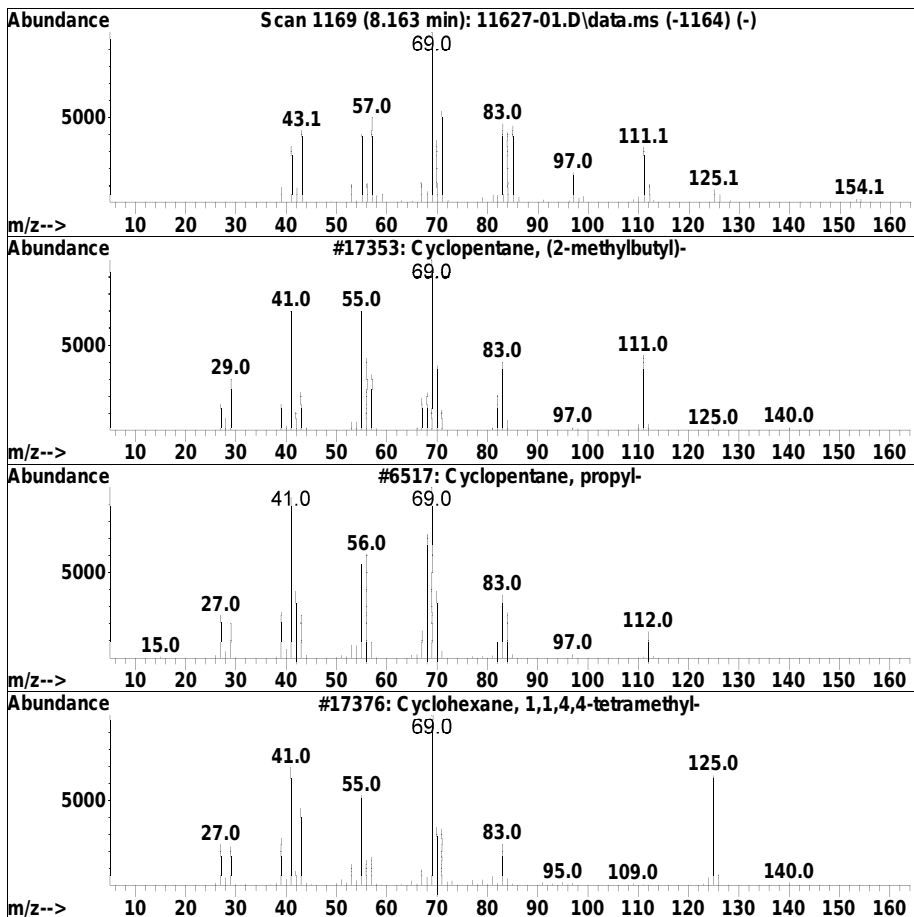 Abundance Scan 1169 (8.163 min): 11627-01.D\data.ms (-1164) (-)
69.0
5000 43.1 57.0 83.0 111.1
97.0 125.1 154.1
m/z--> 10 20 30 40 50 60 70 80 90 100 110 120 130 140 150 160
Abundance #17353: Cyclopentane, (2-methylbutyl)-
69.0
41.0 55.0
5000 29.0 83.0 111.0
97.0 125.0 140.0
m/z--> 10 20 30 40 50 60 70 80 90 100 110 120 130 140 150 160
Abundance #6517: Cyclopentane, propyl-
41.0 69.0
5000 56.0
27.0 83.0 112.0
15.0 97.0
m/z--> 10 20 30 40 50 60 70 80 90 100 110 120 130 140 150 160
Abundance #17376: Cyclohexane, 1,1,4,4-tetramethyl-
69.0
41.0 125.0
5000 55.0
27.0 83.0
95.0 109.0 140.0
m/z--> 10 20 30 40 50 60 70 80 90 100 110 120 130 140 150 160